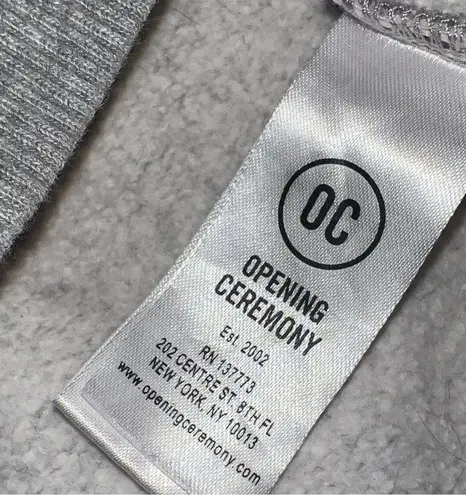 OC
OPENING
CEREMONY
Est. 2002
RN 137773
202 CENTRE ST, 8TH FL
NEW YORK, NY 10013
www.openingceremony.com